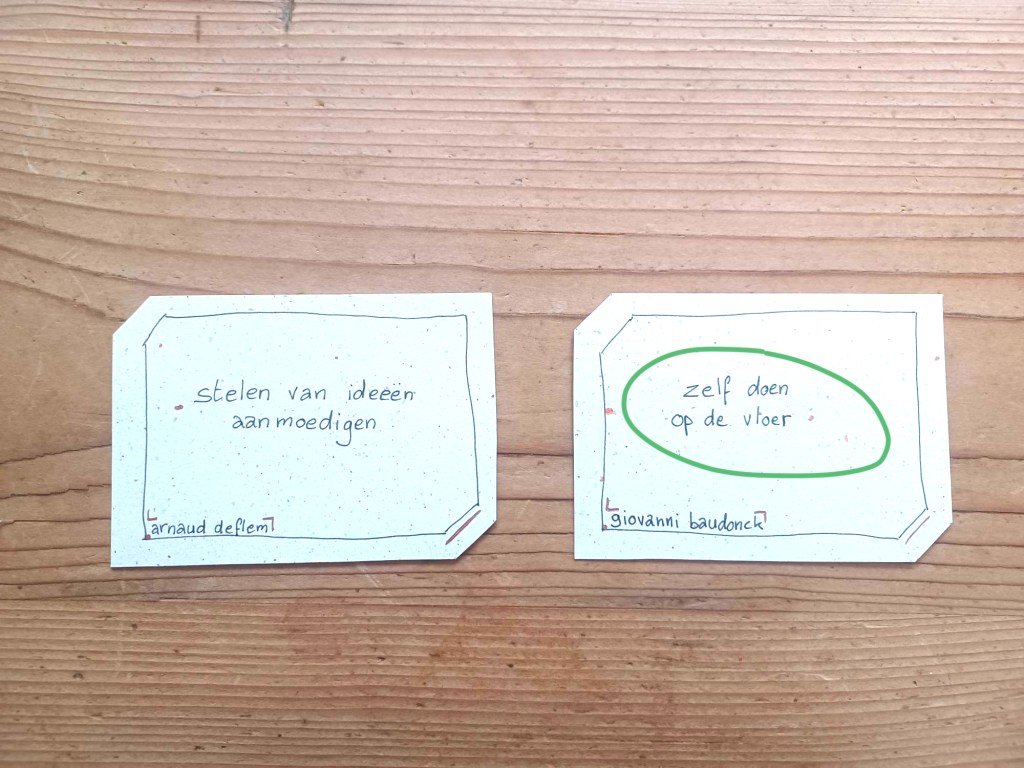 stelen van ideeën
aanmoedigen
arnaud deflem
zelf doen
op de vloer
giovanni baudonck